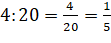 4:20 = 4/20 = 1/5